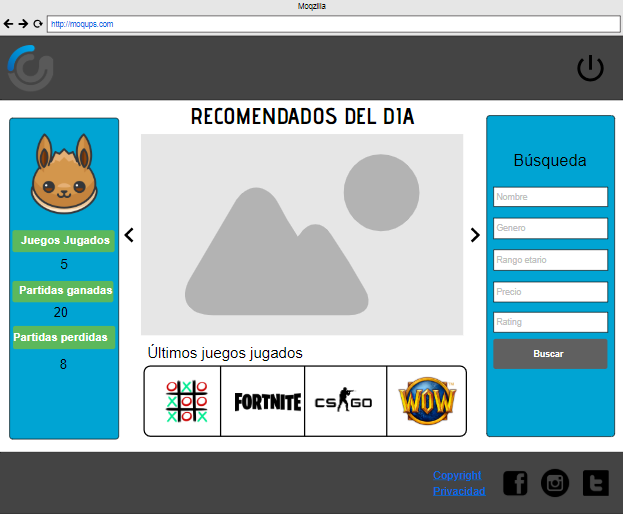 Moqzilla
http://moqups.com
RECOMENDADOS DEL DIA
Juegos Jugados
5
Partidas ganadas
20
Partidas perdidas
8
Últimos juegos jugados
FORTNITE
CS GO
WOW
Búsqueda
Nombre
Genero
Rango etario
Precio
Rating
Buscar
Copyright
Privacidad